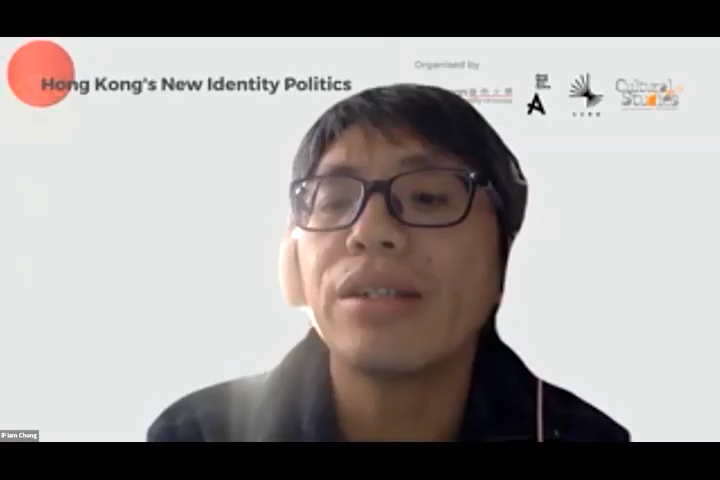 Organised by
Hong Kong's New Identity Politics
Cultural
Studies
IP Iam Chong